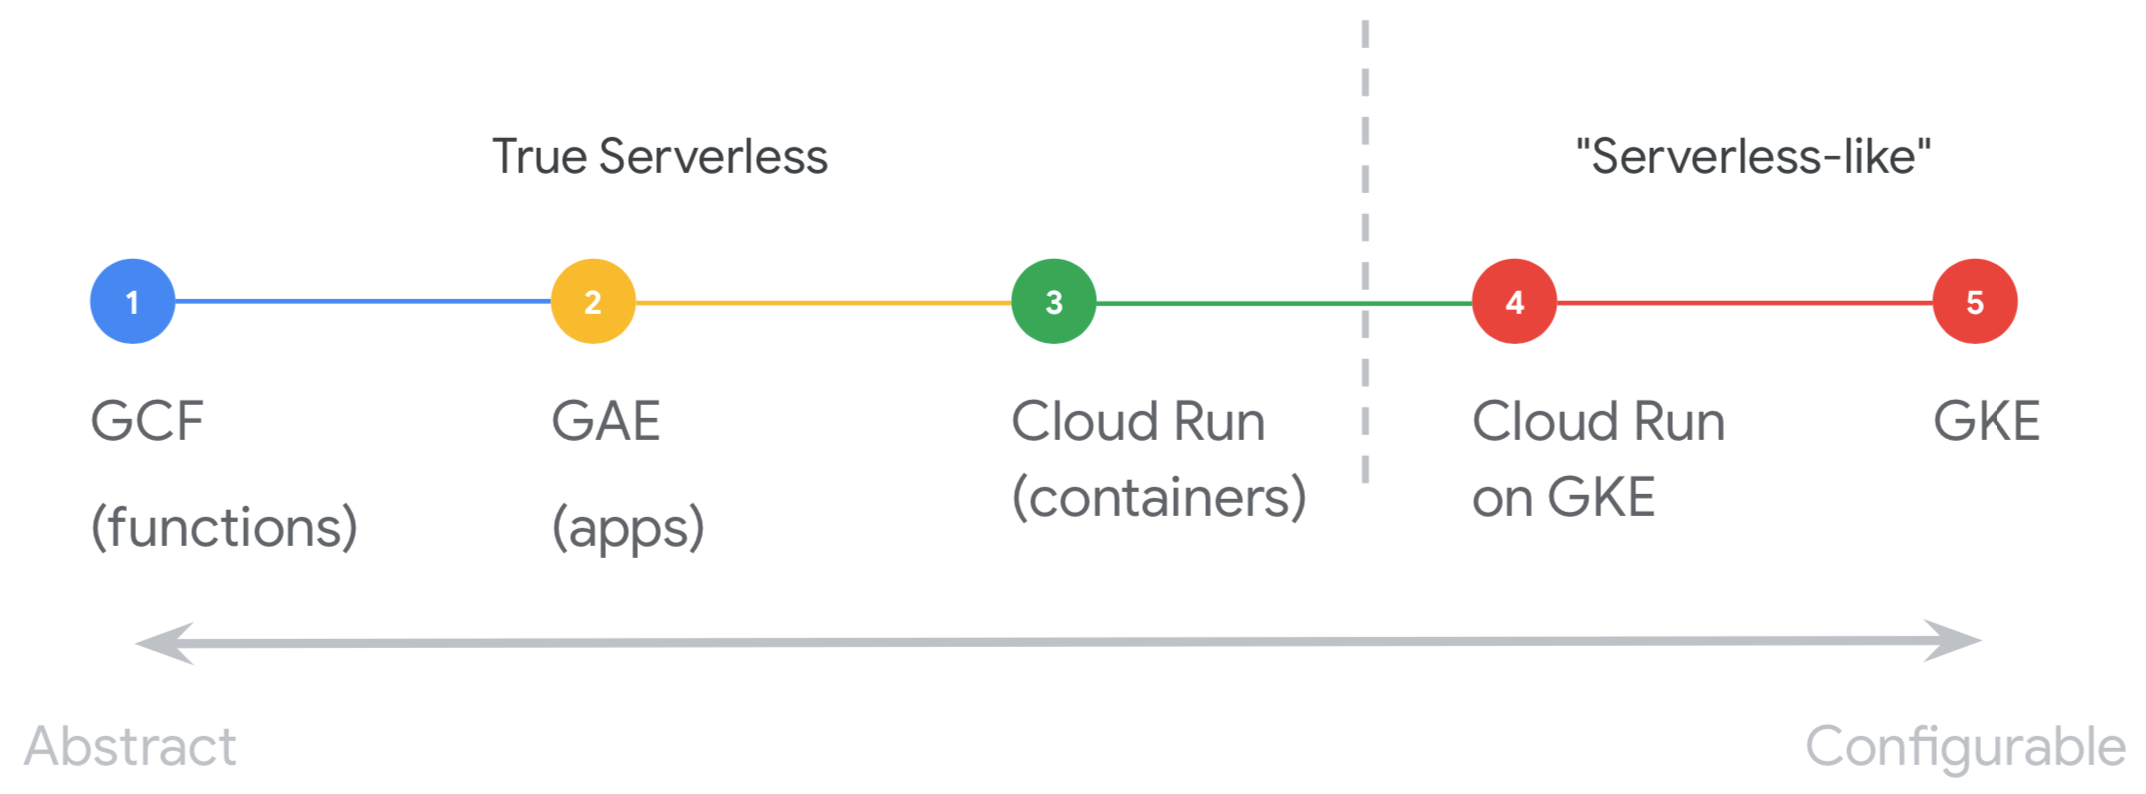 True Serverless
"Serverless-like"
1
2
3
4
5
GCF
(functions)
GAE
(apps)
Cloud Run
(containers)
Cloud Run
on GKE
GKE
Abstract
Configurable